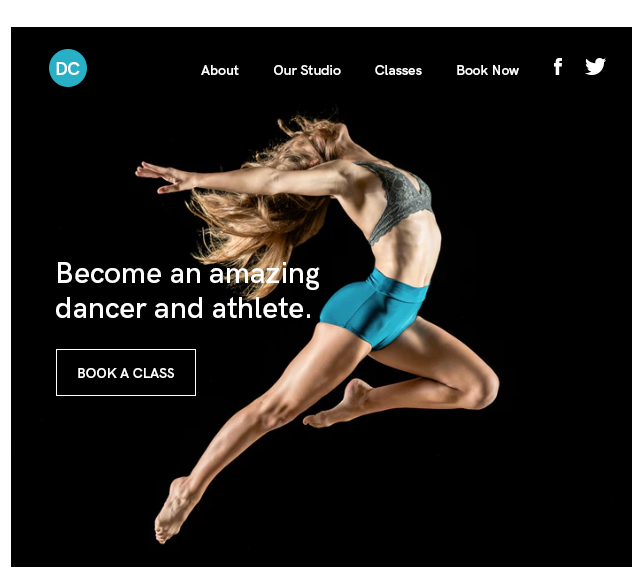 DC
About Our Studio Classes Book Now
Become an amazing
dancer and athlete.
BOOK A CLASS